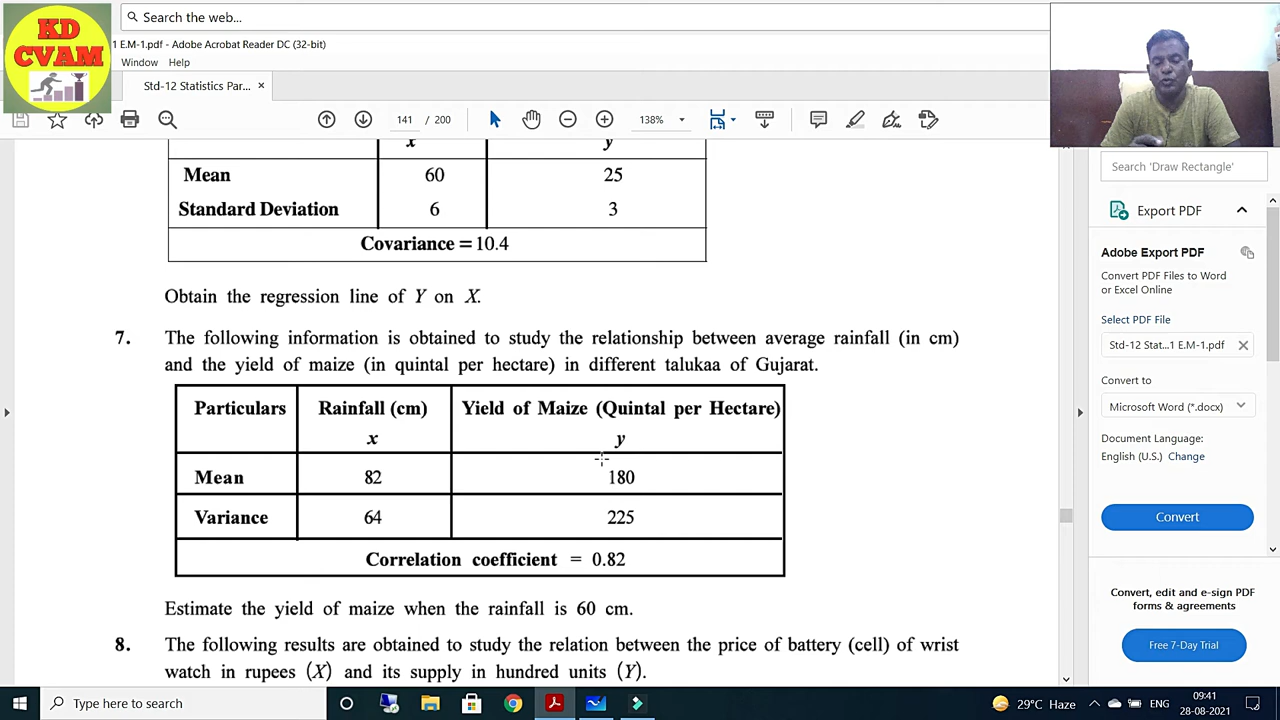 KD
CVAM
Search the web...
1 E.M-1.pdf - Adobe Acrobat Reader DC (32-bit)
Window Help
Std-12 Statistics Par... ×
141 / 200
138%
x y
Mean 60 25
Standard Deviation 6 3
Covariance = 10.4
Obtain the regression line of Y on X.
7. The following information is obtained to study the relationship between average rainfall (in cm)
and the yield of maize (in quintal per hectare) in different talukaa of Gujarat.
Particulars Rainfall (cm) Yield of Maize (Quintal per Hectare)
x y
Mean 82 180
Variance 64 225
Correlation coefficient = 0.82
Estimate the yield of maize when the rainfall is 60 cm.
8. The following results are obtained to study the relation between the price of battery (cell) of wrist
watch in rupees (X) and its supply in hundred units (Y).
Search 'Draw Rectangle'
Export PDF
Adobe Export PDF
Convert PDF Files to Word
or Excel Online
Select PDF File
Std-12 Stat...1 E.M-1.pdf
Convert to
Microsoft Word (*.docx)
Document Language:
English (U.S.) Change
Convert
Convert, edit and e-sign PDF
forms & agreements
Free 7-Day Trial
Type here to search
29°C Haze
ENG
09:41
28-08-2021